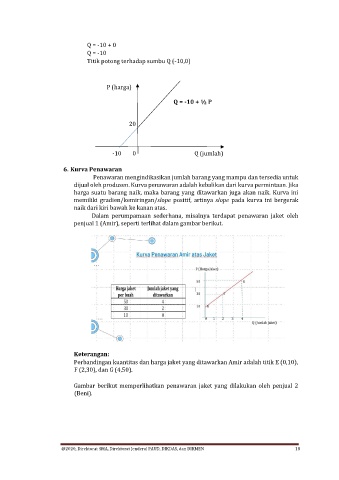 Q = -10 + 0
Q = -10
Titik potong terhadap sumbu Q (-10,0)
P (harga)
Q = -10 + ½ P
20
-10 0 Q (jumlah)
6. Kurva Penawaran
Penawaran mengindikasikan jumlah barang yang mampu dan tersedia untuk
dijual oleh produsen. Kurva penawaran adalah kebalikan dari kurva permintaan. Jika
harga suatu barang naik, maka barang yang ditawarkan juga akan naik. Kurva ini
memiliki gradien/kemiringan/slope positif, artinya slope pada kurva ini bergerak
naik dari kiri bawah ke kanan atas.
Dalam perumpamaan sederhana, misalnya terdapat penawaran jaket oleh
penjual 1 (Amir), seperti terlihat dalam gambar berikut.
Kurva Penawaran Amir atas Jaket
Harga jaket Jumlah jaket yang
per buah ditawarkan
50 4
30 2
10 0
0 1 2 3 4
Q (Jumlah Jaket)
Keterangan:
Perbandingan kuantitas dan harga jaket yang ditawarkan Amir adalah titik E (0,10),
F (2,30), dan G (4,50).
Gambar berikut memperlihatkan penawaran jaket yang dilakukan oleh penjual 2
(Beni).
@2020, Direktorat SMA, Direktorat Jenderal PAUD, DIKDAS, dan DIKMEN 18